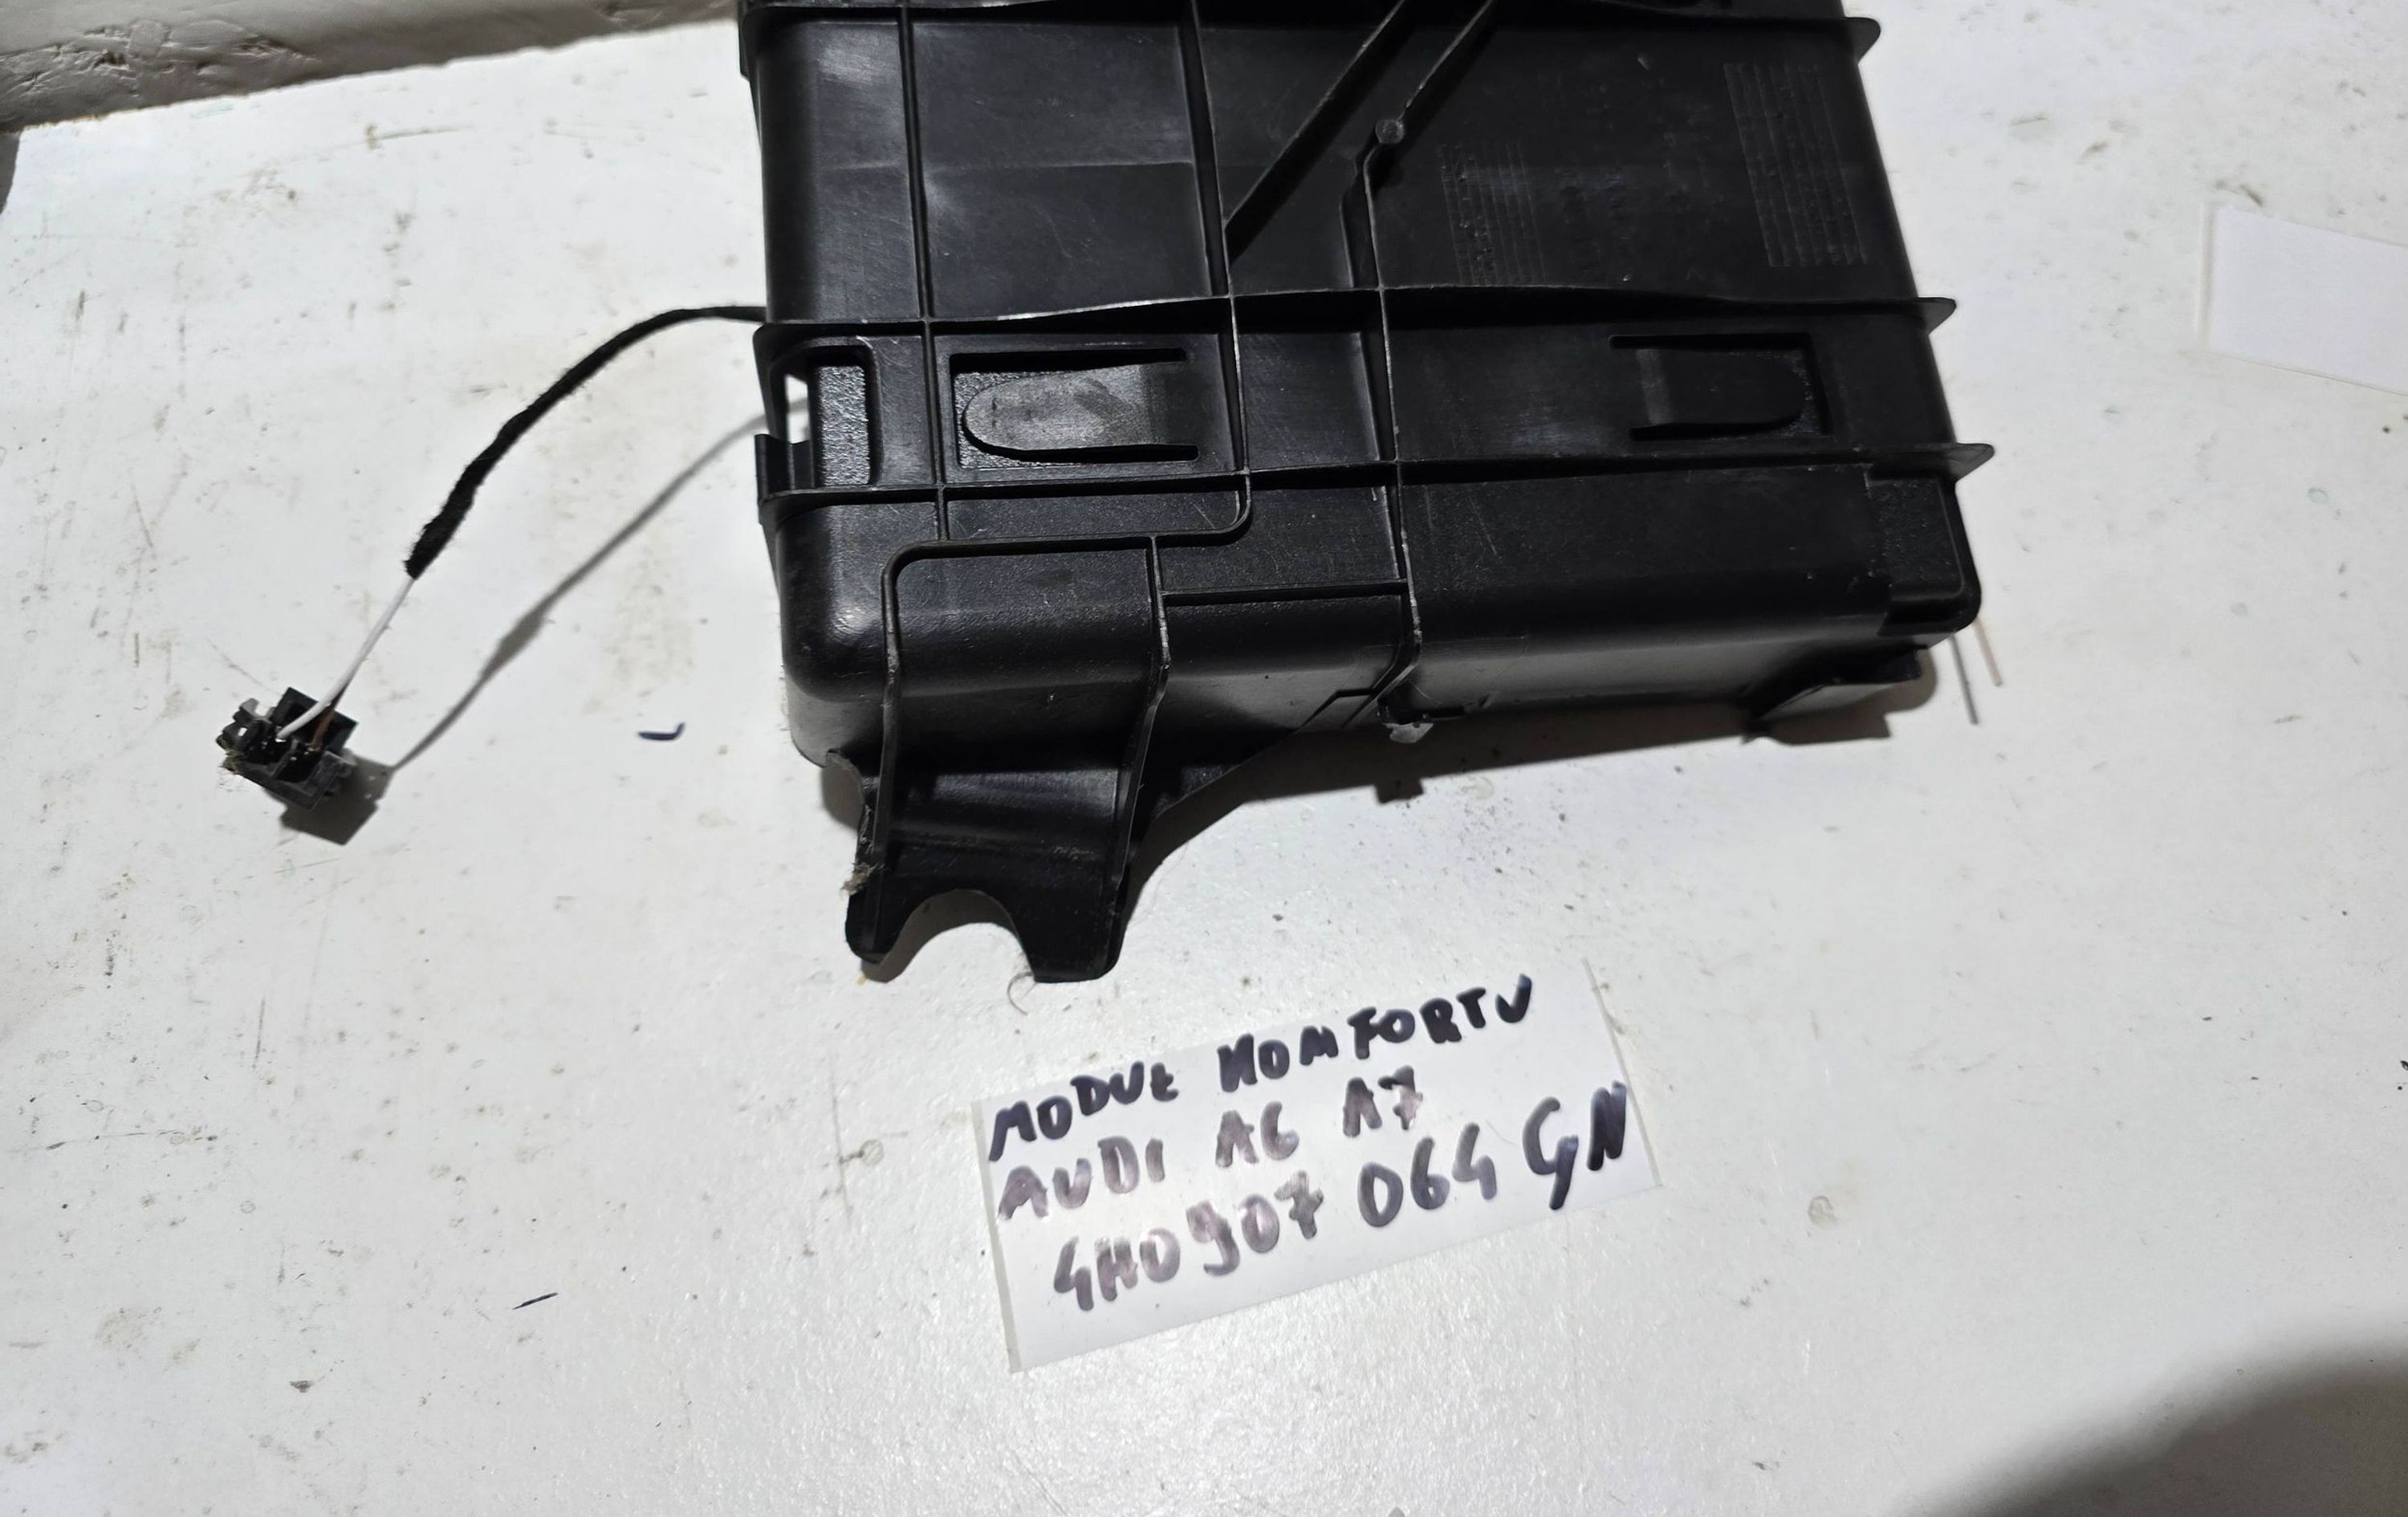 MODUŁ KOMFORTU
AUDI A6 A7
4H0907 064 GN